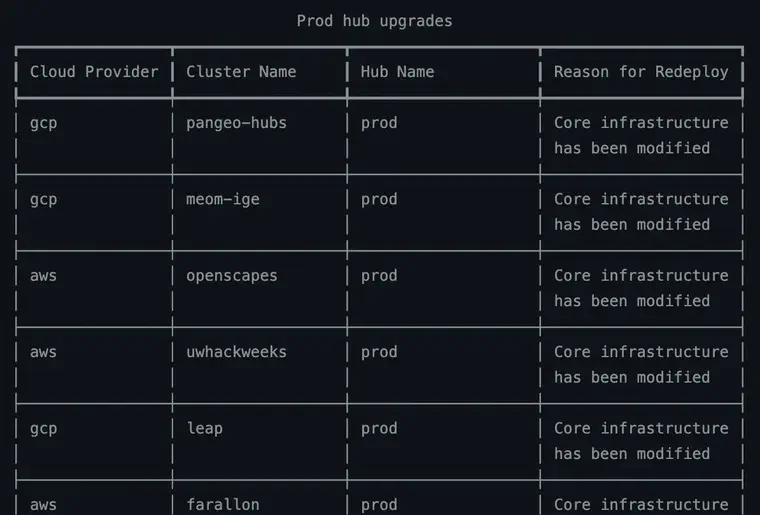 Prod hub upgrades
Cloud Provider Cluster Name Hub Name Reason for Redeploy
gcp pangeo-hubs prod Core infrastructure
has been modified
gcp meom-ige prod Core infrastructure
has been modified
aws openscapes prod Core infrastructure
has been modified
aws uwhackweeks prod Core infrastructure
has been modified
gcp leap prod Core infrastructure
has been modified
aws farallon prod Core infrastructure